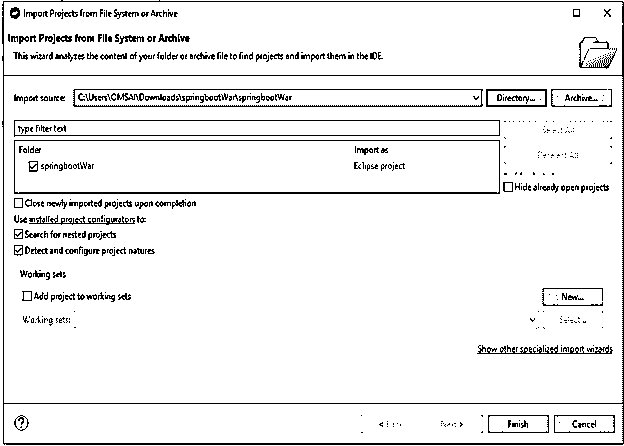 Import Projects from File System or Archive
Import Projects from File System or Archive
This wizard analyzes the content of your folder or archive file to find projects and import them in the IDE.
Import source: C:\Users\OMSAI\Downloads\springbootWar\springbootWar Directory... Archive...
type filter text Select All
Folder Import as Deselect All
springbootWar Eclipse project
Hide already open projects
Close newly imported projects upon completion
Use installed project configurators to:
Search for nested projects
Detect and configure project natures
Working sets
Add project to working sets New...
Working sets: Select...
Show other specialized import wizards
< Back Next > Finish Cancel